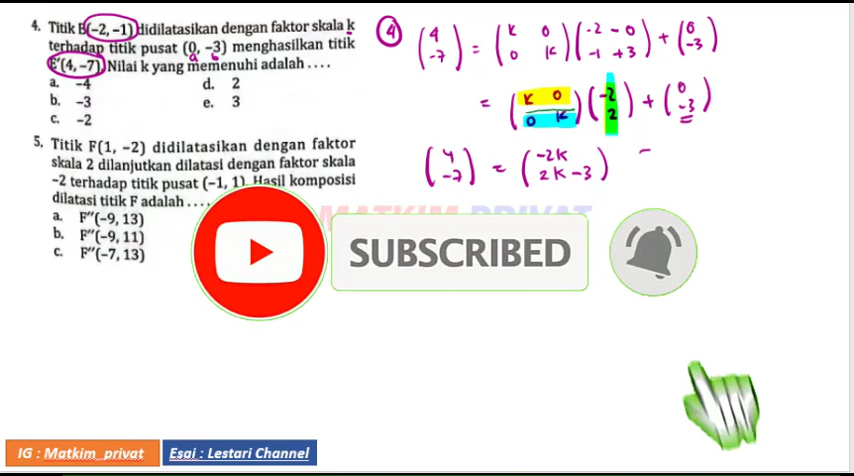 4. Titik E(-2, -1) didilatasikan dengan faktor skala k
terhadap titik pusat (0, -3) menghasilkan titik
E'(4, -7). Nilai k yang memenuhi adalah . . . .
a. -4 d. 2
b. -3 e. 3
c. -2
5. Titik F(1, -2) didilatasikan dengan faktor
skala 2 dilanjutkan dilatasi dengan faktor skala
-2 terhadap titik pusat (-1, 1). Hasil komposisi
dilatasi titik F adalah . . . .
a. F"(-9, 13)
b. F"(-9, 11)
c. F"(-7, 13)
a b
④ (4 -7) = (k 0 0 k)(-2 - 0 -1 + 3) + (0 -3)
= (k 0 0 k)(-2 2) + (0 -3)
(4 -7) = (-2k 2k - 3) =
MATKIM PRIVAT
SUBSCRIBED
IG : Matkim_privat
Esai : Lestari Channel